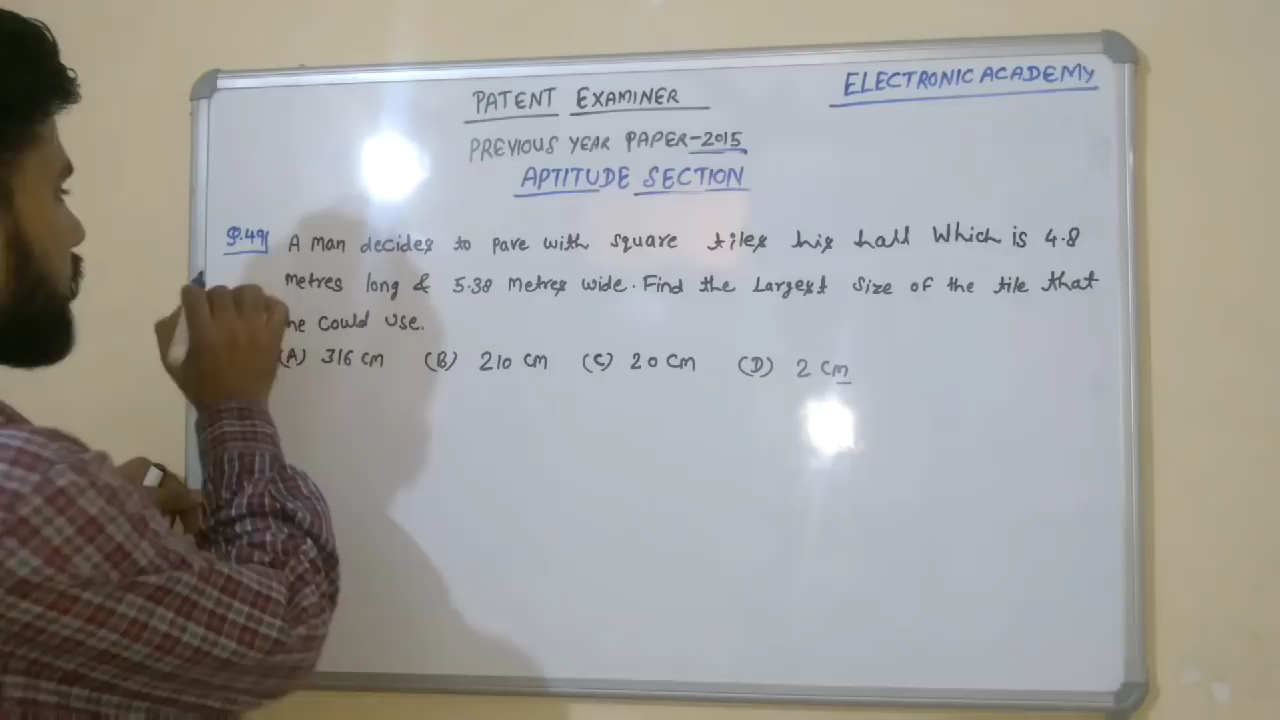 ELECTRONIC ACADEMY
PATENT EXAMINER
PREVIOUS YEAR PAPER-2015
APTITUDE SECTION
Q.49) A Man decides to pave with square tiles his hall Which is 4.8
metres long & 5.38 Metres wide. Find the Largest size of the tile that
he could use.
(A) 316 cm (B) 210 cm (C) 20 cm (D) 2 cm